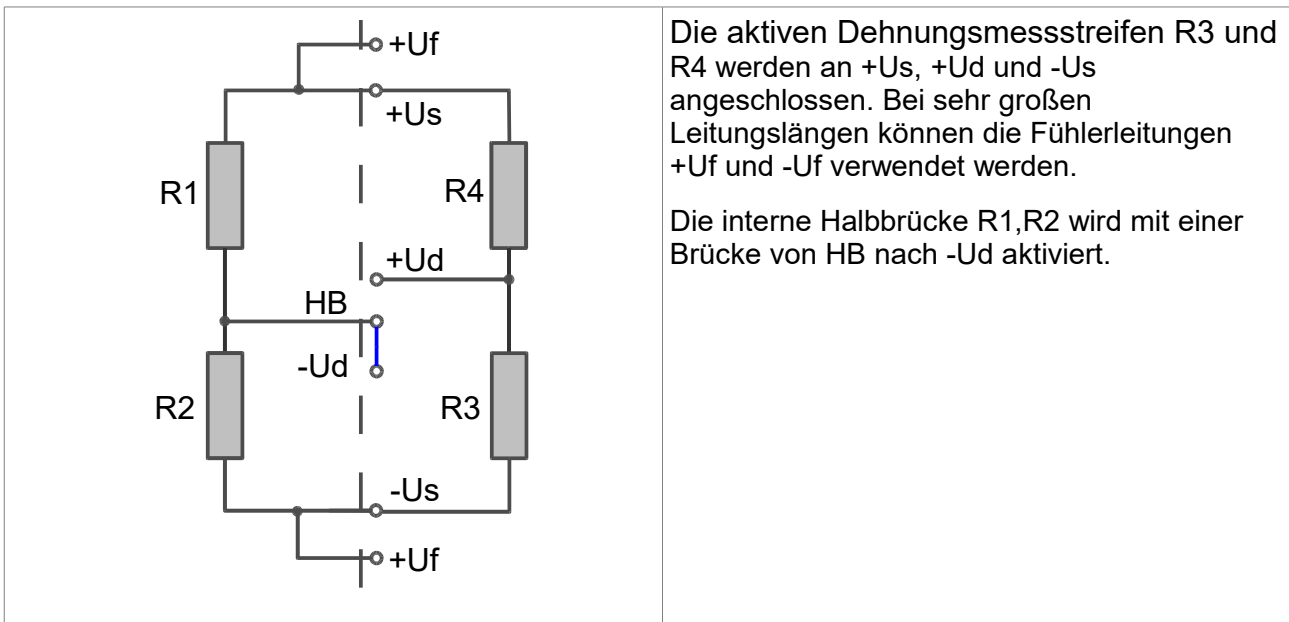 +Uf
+Us
R1
R4
+Ud
HB
-Ud
R2
R3
-Us
+Uf
Die aktiven Dehnungsmessstreifen R3 und
R4 werden an +Us, +Ud und -Us
angeschlossen. Bei sehr großen
Leitungslängen können die Fühlerleitungen
+Uf und -Uf verwendet werden.
Die interne Halbbrücke R1,R2 wird mit einer
Brücke von HB nach -Ud aktiviert.